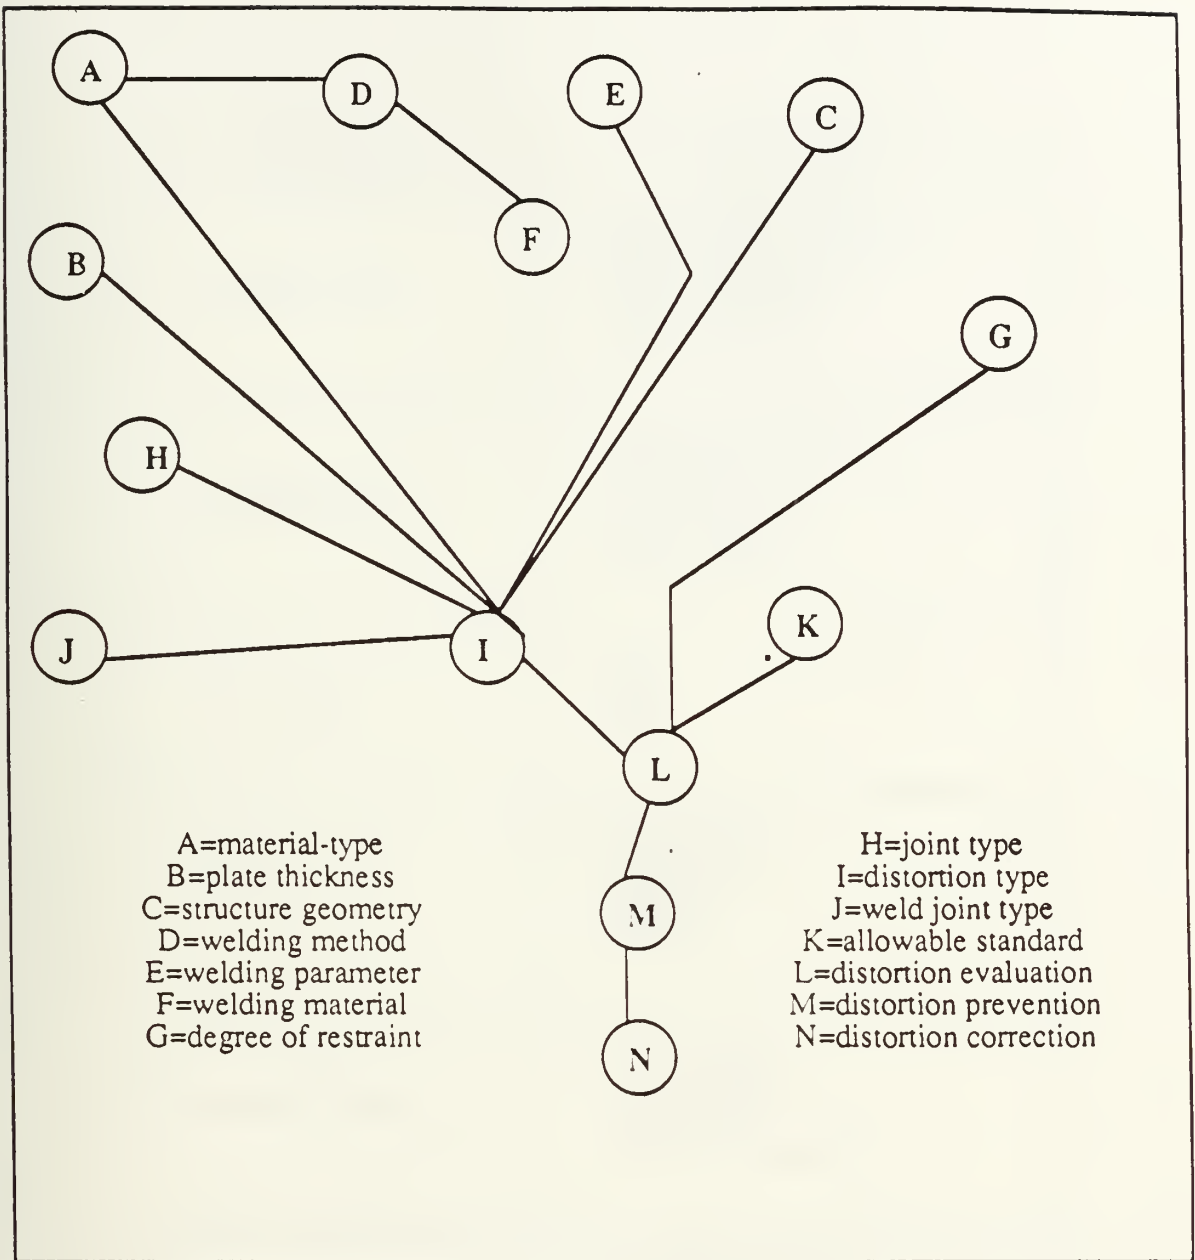 A
D
E
C
B
F
G
H
J
I
K
L
M
N
A=material-type
B=plate thickness
C=structure geometry
D=welding method
E=welding parameter
F=welding material
G=degree of restraint
H=joint type
I=distortion type
J=weld joint type
K=allowable standard
L=distortion evaluation
M=distortion prevention
N=distortion correction